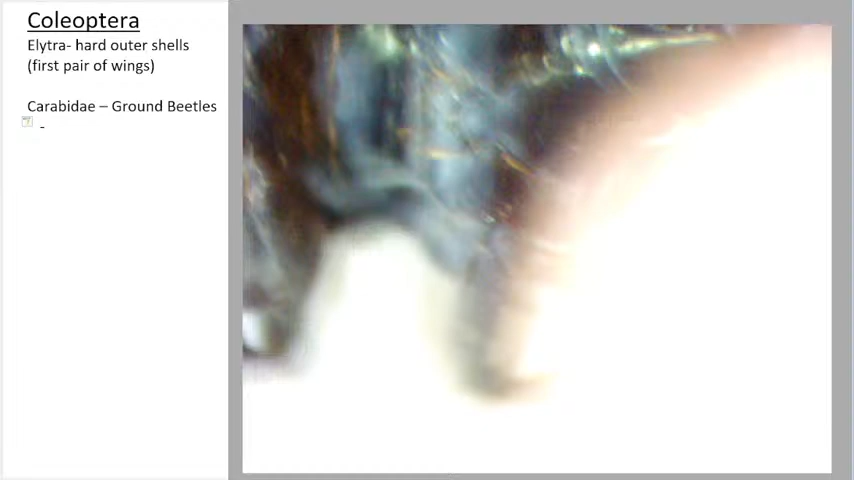 Coleoptera
Elytra- hard outer shells
(first pair of wings)
Carabidae – Ground Beetles
-